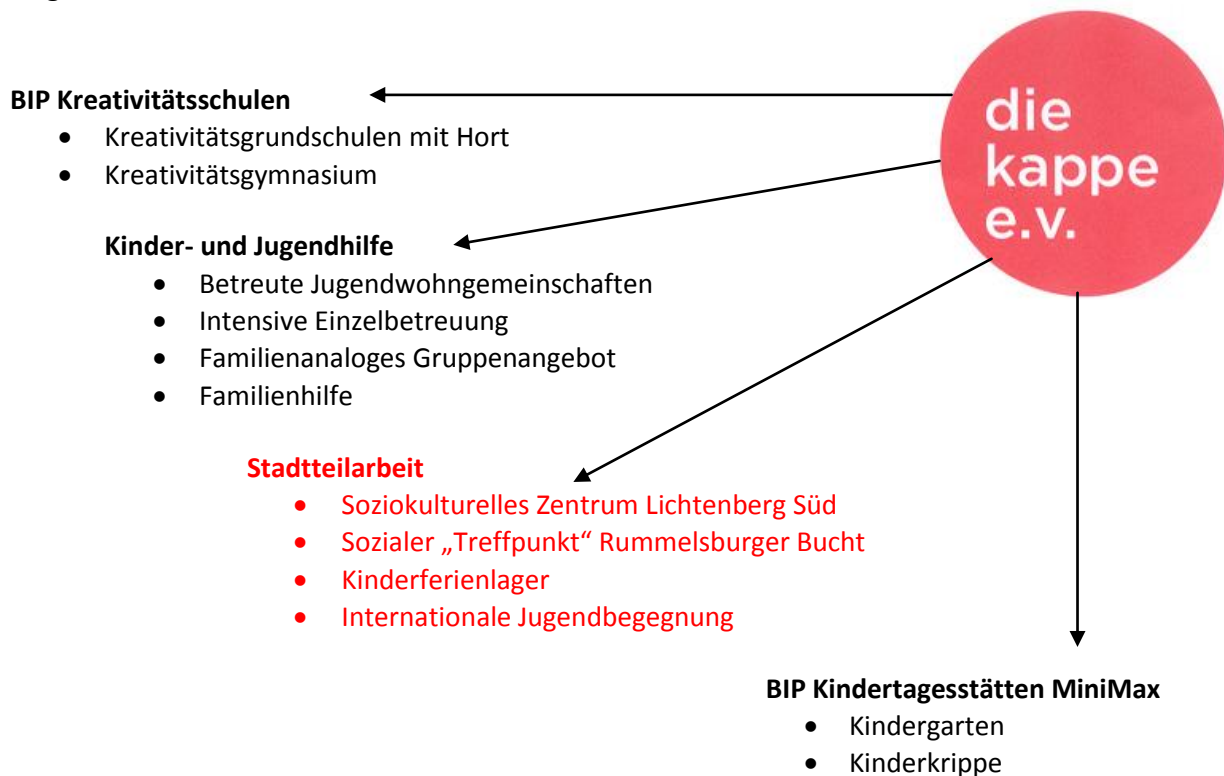 die
kappe
e.v.
BIP Kreativitätsschulen
• Kreativitätsgrundschulen mit Hort
• Kreativitätsgymnasium
Kinder- und Jugendhilfe
• Betreute Jugendwohngemeinschaften
• Intensive Einzelbetreuung
• Familienanaloges Gruppenangebot
• Familienhilfe
Stadtteilarbeit
• Soziokulturelles Zentrum Lichtenberg Süd
• Sozialer „Treffpunkt“ Rummelsburger Bucht
• Kinderferienlager
• Internationale Jugendbegegnung
BIP Kindertagesstätten MiniMax
• Kindergarten
• Kinderkrippe